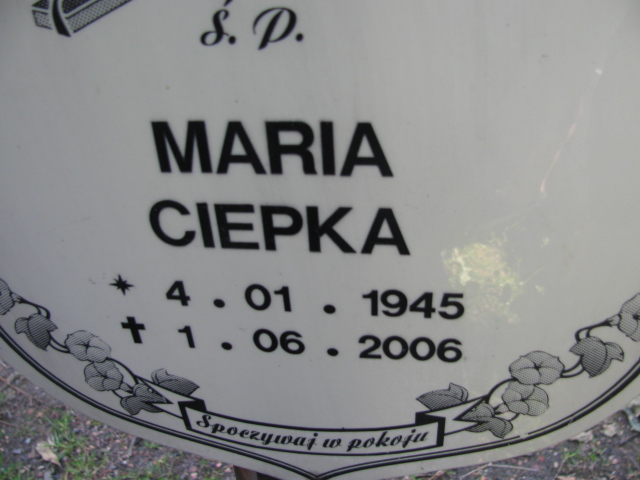 Ś. P.
MARIA
CIEPKA
* 4 . 01 . 1945
✝ 1 . 06 . 2006
Spoczywaj w pokoju